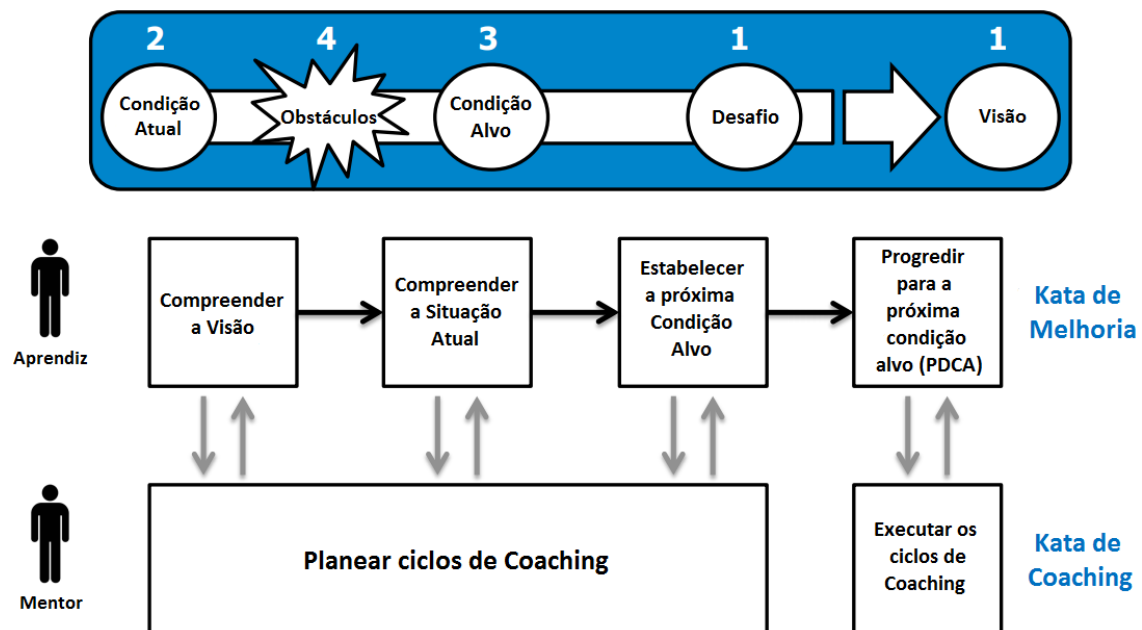 2 4 3 1 1
Condição
Atual
Obstáculos
Condição
Alvo
Desafio
Visão
Aprendiz
Compreender
a Visão
Compreender
a Situação
Atual
Estabelecer
a próxima
Condição
Alvo
Progredir
para a
próxima
condição
alvo (PDCA)
Kata de
Melhoria
Mentor
Planear ciclos de Coaching
Executar os
ciclos de
Coaching
Kata de
Coaching